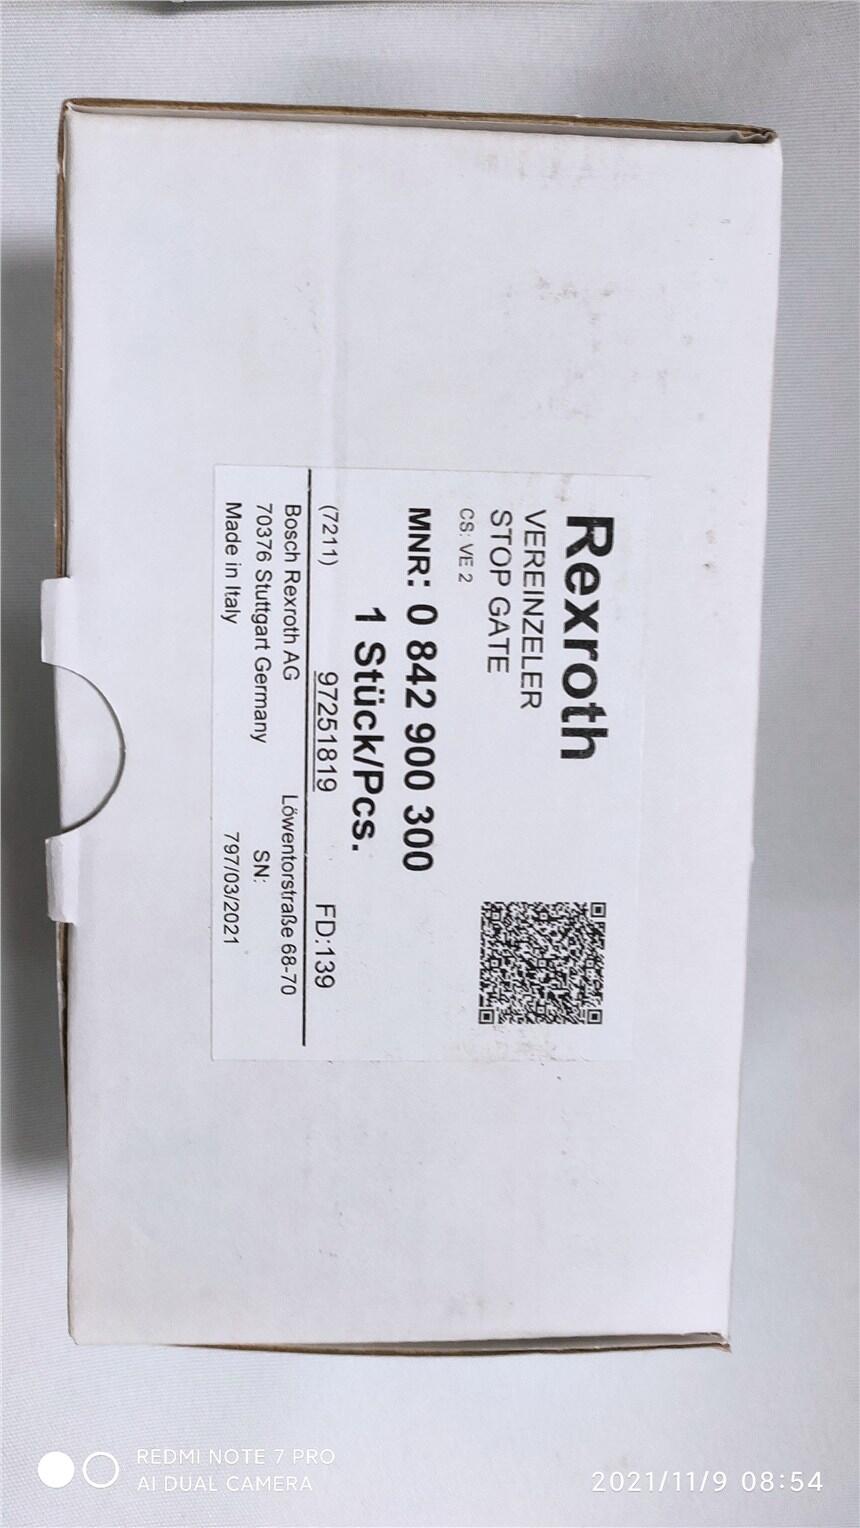 Rexroth
VEREINZELER
STOP GATE
CS: VE 2
MNR: 0 842 900 300
1 Stück/Pcs.
(7211) 97251819 FD:139
Bosch Rexroth AG Löwentorstraße 68-70
70376 Stuttgart Germany SN:
Made in Italy 797/03/2021
REDMI NOTE 7 PRO
AI DUAL CAMERA
2021/11/9 08:54